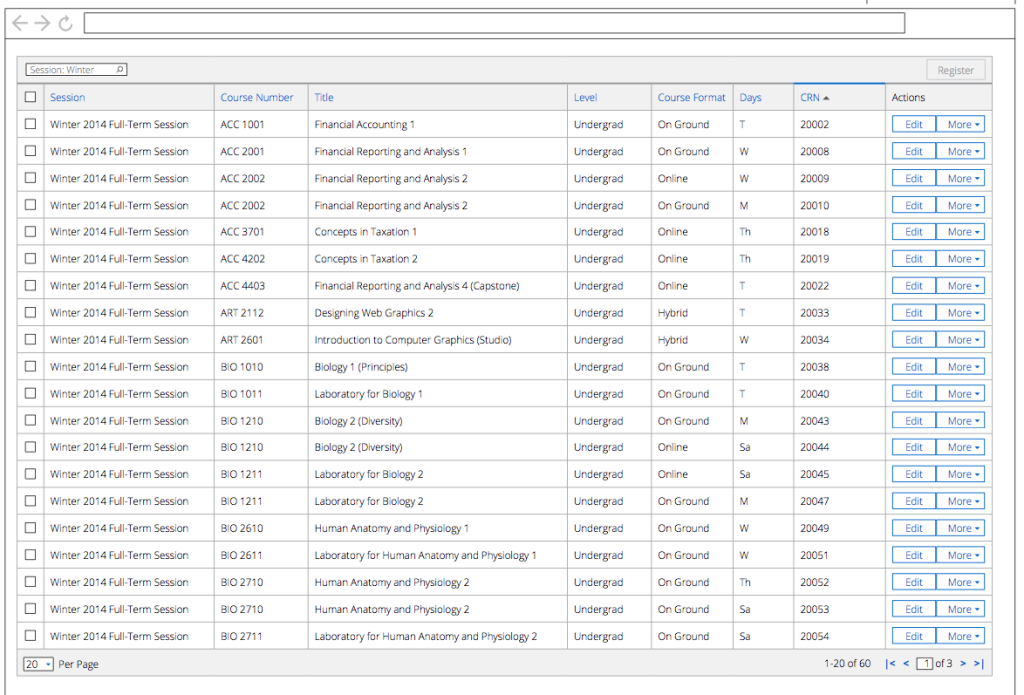 Session: Winter
Register
Session Course Number Title Level Course Format Days CRN Actions
Winter 2014 Full-Term Session ACC 1001 Financial Accounting 1 Undergrad On Ground T 20002 Edit More
Winter 2014 Full-Term Session ACC 2001 Financial Reporting and Analysis 1 Undergrad On Ground W 20008 Edit More
Winter 2014 Full-Term Session ACC 2002 Financial Reporting and Analysis 2 Undergrad Online W 20009 Edit More
Winter 2014 Full-Term Session ACC 2002 Financial Reporting and Analysis 2 Undergrad On Ground M 20010 Edit More
Winter 2014 Full-Term Session ACC 3701 Concepts in Taxation 1 Undergrad Online Th 20018 Edit More
Winter 2014 Full-Term Session ACC 4202 Concepts in Taxation 2 Undergrad Online Th 20019 Edit More
Winter 2014 Full-Term Session ACC 4403 Financial Reporting and Analysis 4 (Capstone) Undergrad Online T 20022 Edit More
Winter 2014 Full-Term Session ART 2112 Designing Web Graphics 2 Undergrad Hybrid T 20033 Edit More
Winter 2014 Full-Term Session ART 2601 Introduction to Computer Graphics (Studio) Undergrad Hybrid W 20034 Edit More
Winter 2014 Full-Term Session BIO 1010 Biology 1 (Principles) Undergrad On Ground T 20038 Edit More
Winter 2014 Full-Term Session BIO 1011 Laboratory for Biology 1 Undergrad On Ground T 20040 Edit More
Winter 2014 Full-Term Session BIO 1210 Biology 2 (Diversity) Undergrad On Ground M 20043 Edit More
Winter 2014 Full-Term Session BIO 1210 Biology 2 (Diversity) Undergrad Online Sa 20044 Edit More
Winter 2014 Full-Term Session BIO 1211 Laboratory for Biology 2 Undergrad Online Sa 20045 Edit More
Winter 2014 Full-Term Session BIO 1211 Laboratory for Biology 2 Undergrad On Ground M 20047 Edit More
Winter 2014 Full-Term Session BIO 2610 Human Anatomy and Physiology 1 Undergrad On Ground W 20049 Edit More
Winter 2014 Full-Term Session BIO 2611 Laboratory for Human Anatomy and Physiology 1 Undergrad On Ground W 20051 Edit More
Winter 2014 Full-Term Session BIO 2710 Human Anatomy and Physiology 2 Undergrad On Ground Th 20052 Edit More
Winter 2014 Full-Term Session BIO 2710 Human Anatomy and Physiology 2 Undergrad On Ground Sa 20053 Edit More
Winter 2014 Full-Term Session BIO 2711 Laboratory for Human Anatomy and Physiology 2 Undergrad On Ground Sa 20054 Edit More
20 Per Page 1-20 of 60 |< < 1 of 3 > >|